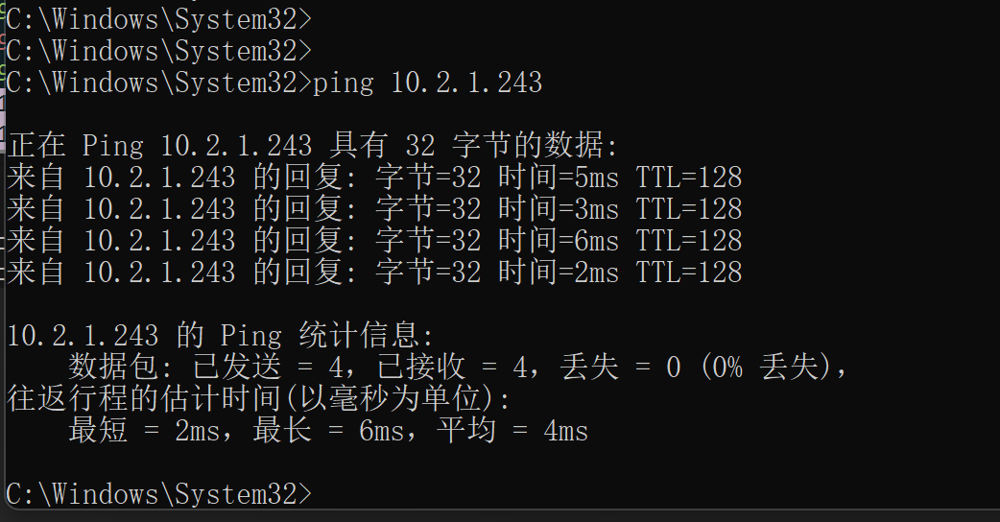 C:\Windows\System32>
C:\Windows\System32>
C:\Windows\System32>ping 10.2.1.243
正在 Ping 10.2.1.243 具有 32 字节的数据:
来自 10.2.1.243 的回复: 字节=32 时间=5ms TTL=128
来自 10.2.1.243 的回复: 字节=32 时间=3ms TTL=128
来自 10.2.1.243 的回复: 字节=32 时间=6ms TTL=128
来自 10.2.1.243 的回复: 字节=32 时间=2ms TTL=128
10.2.1.243 的 Ping 统计信息:
    数据包: 已发送 = 4，已接收 = 4，丢失 = 0 (0% 丢失)，
往返行程的估计时间(以毫秒为单位):
    最短 = 2ms，最长 = 6ms，平均 = 4ms
C:\Windows\System32>